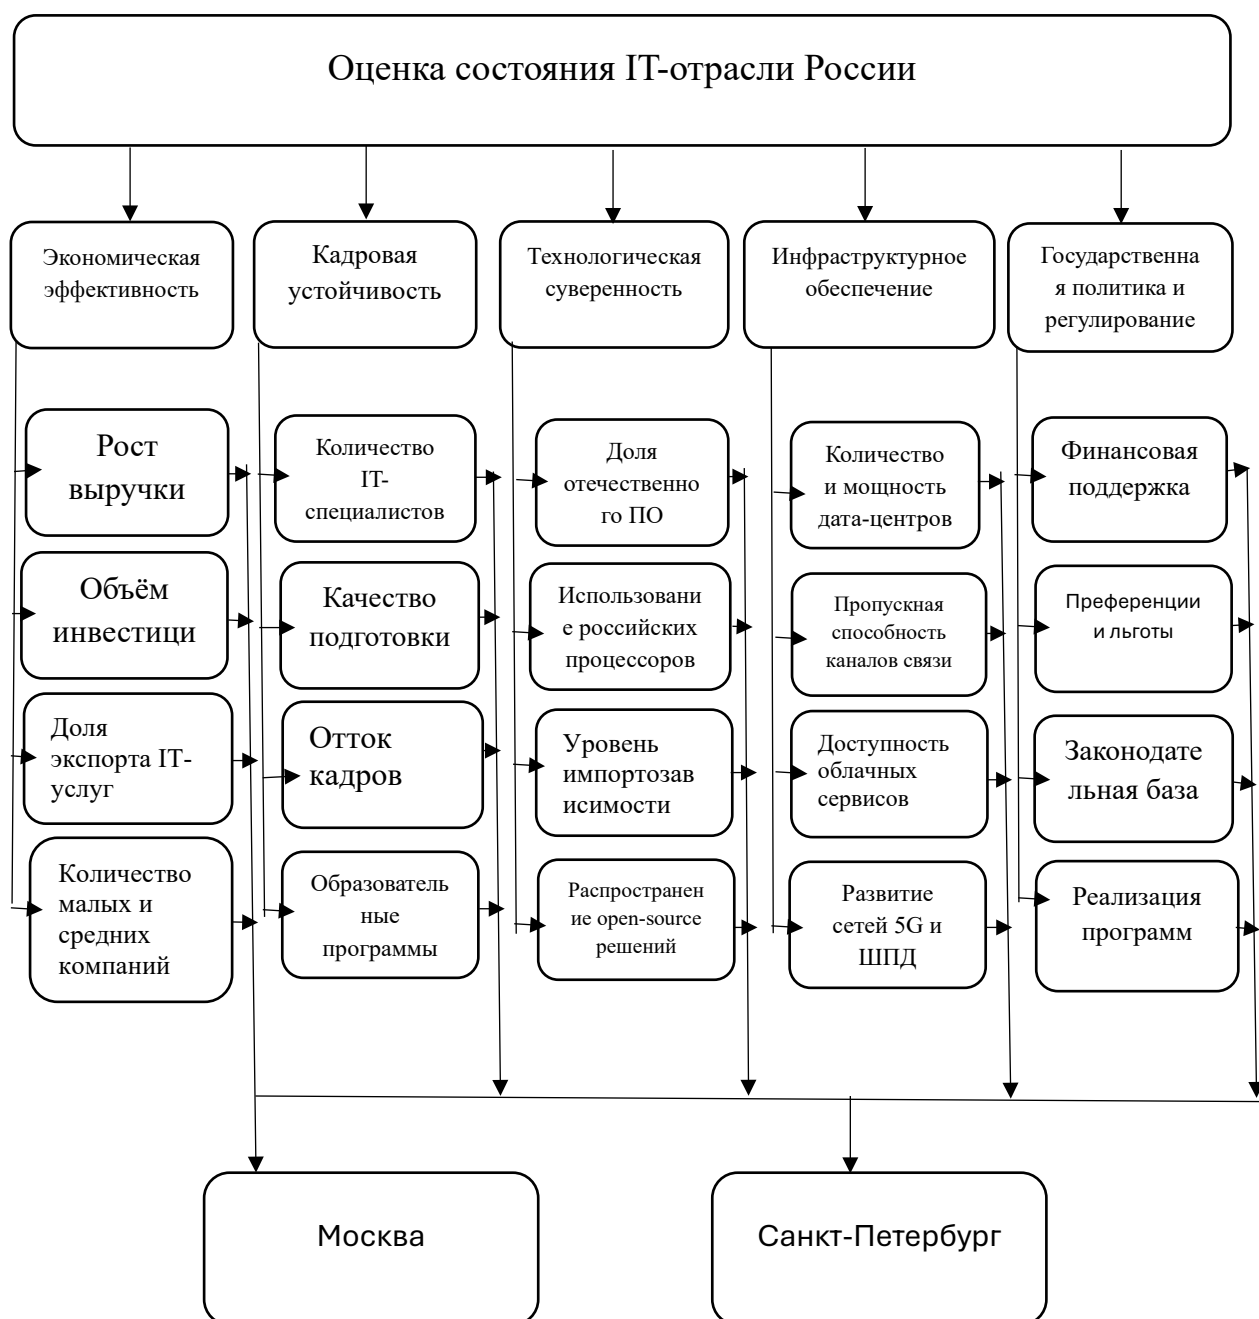 Оценка состояния IT-отрасли России
Экономическая
эффективность
Кадровая
устойчивость
Технологическая
суверенность
Инфраструктурное
обеспечение
Государственна
я политика и
регулирование
Рост
выручки
Количество
IT-
специалистов
Доля
отечественно
го ПО
Количество
и мощность
дата-центров
Финансовая
поддержка
Объём
инвестици
Качество
подготовки
Использовани
е российских
процессоров
Пропускная
способность
каналов связи
Преференции
и льготы
Доля
экспорта IT-
услуг
Отток
кадров
Уровень
импортозав
исимости
Доступность
облачных
сервисов
Законодате
льная база
Количество
малых и
средних
компаний
Образователь
ные
программы
Распространен
ие open-source
решений
Развитие
сетей 5G и
ШПД
Реализация
программ
Москва
Санкт-Петербург